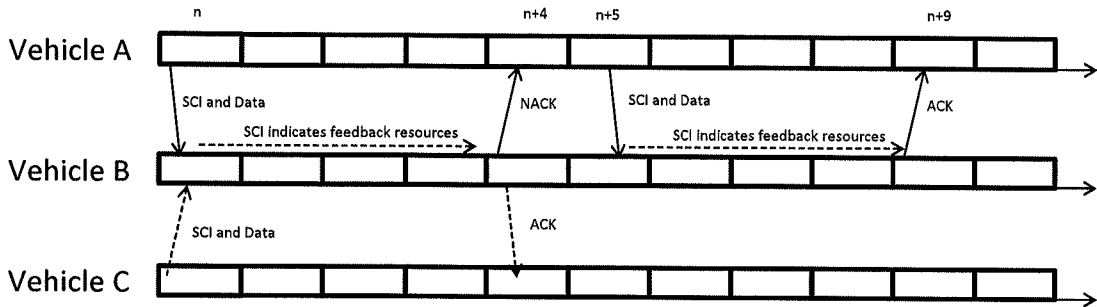 n n+4 n+5 n+9
Vehicle A
SCI and Data NACK SCI and Data ACK
SCI indicates feedback resources SCI indicates feedback resources
Vehicle B
SCI and Data ACK
Vehicle C